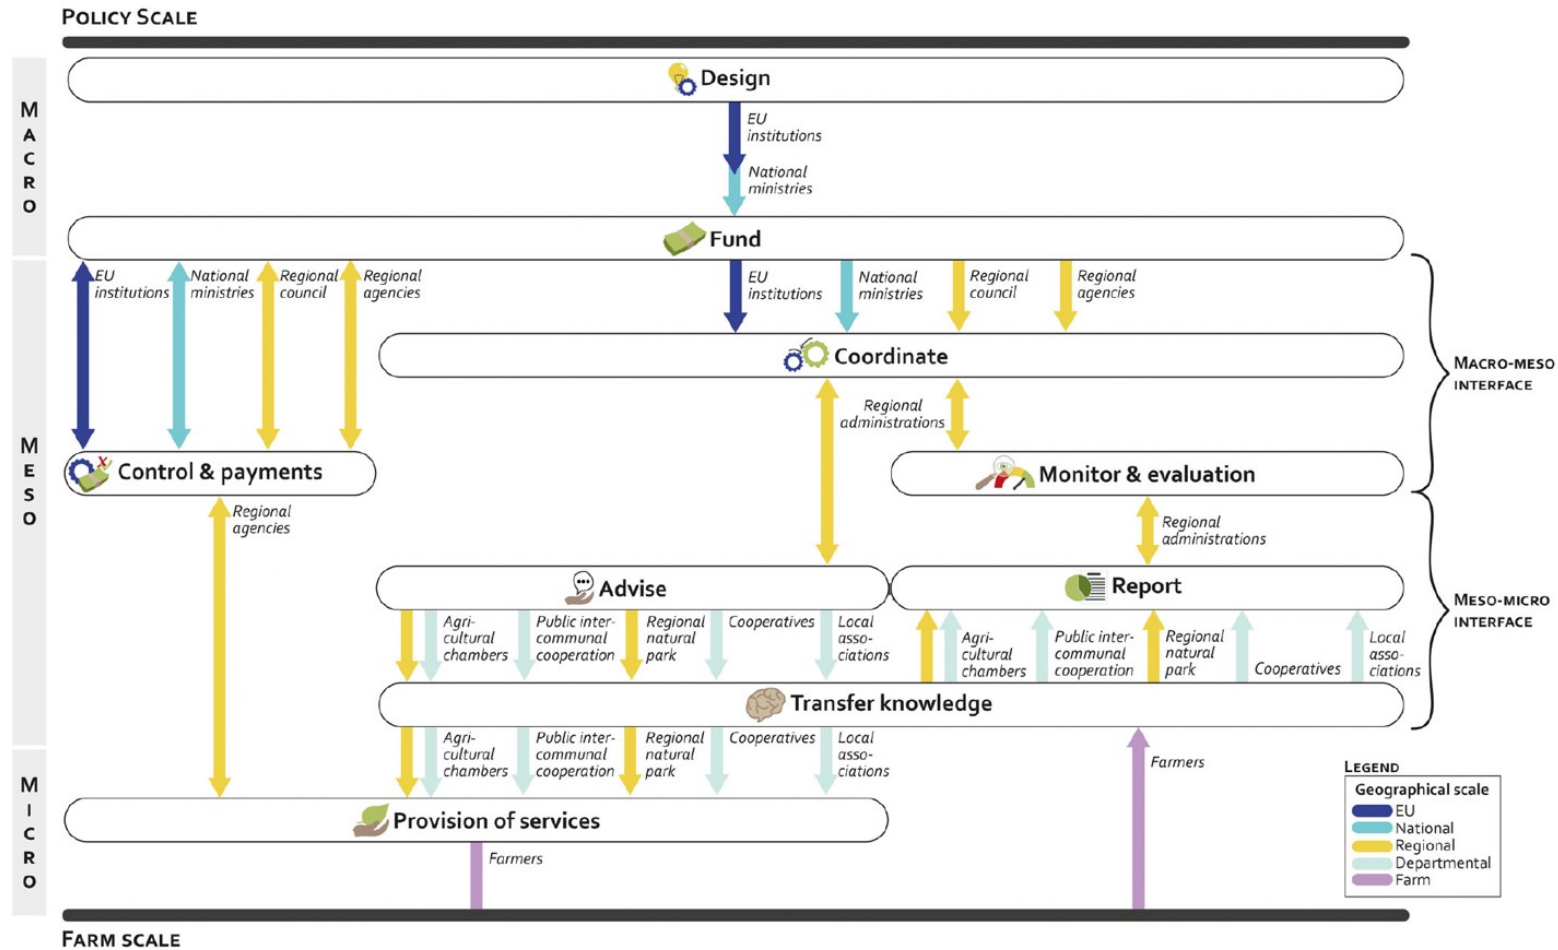 POLICY SCALE
MACRO
Design
EU
institutions
National
ministries
Fund
MESO
EU
institutions
National
ministries
Regional
council
Regional
agencies
EU
institutions
National
ministries
Regional
council
Regional
agencies
Coordinate
MACRO-MESO
INTERFACE
Regional
administrations
Control & payments
Monitor & evaluation
Regional
agencies
Regional
administrations
Advise
Report
MESO-MICRO
INTERFACE
Agri-
cultural
chambers
Public inter-
communal
cooperation
Regional
natural
park
Cooperatives
Local
asso-
ciations
Agri-
cultural
chambers
Public inter-
communal
cooperation
Regional
natural
park
Cooperatives
Local
asso-
ciations
Transfer knowledge
Agri-
cultural
chambers
Public inter-
communal
cooperation
Regional
natural
park
Cooperatives
Local
asso-
ciations
Farmers
MICRO
Provision of services
Farmers
LEGEND
Geographical scale
EU
National
Regional
Departmental
Farm
FARM SCALE